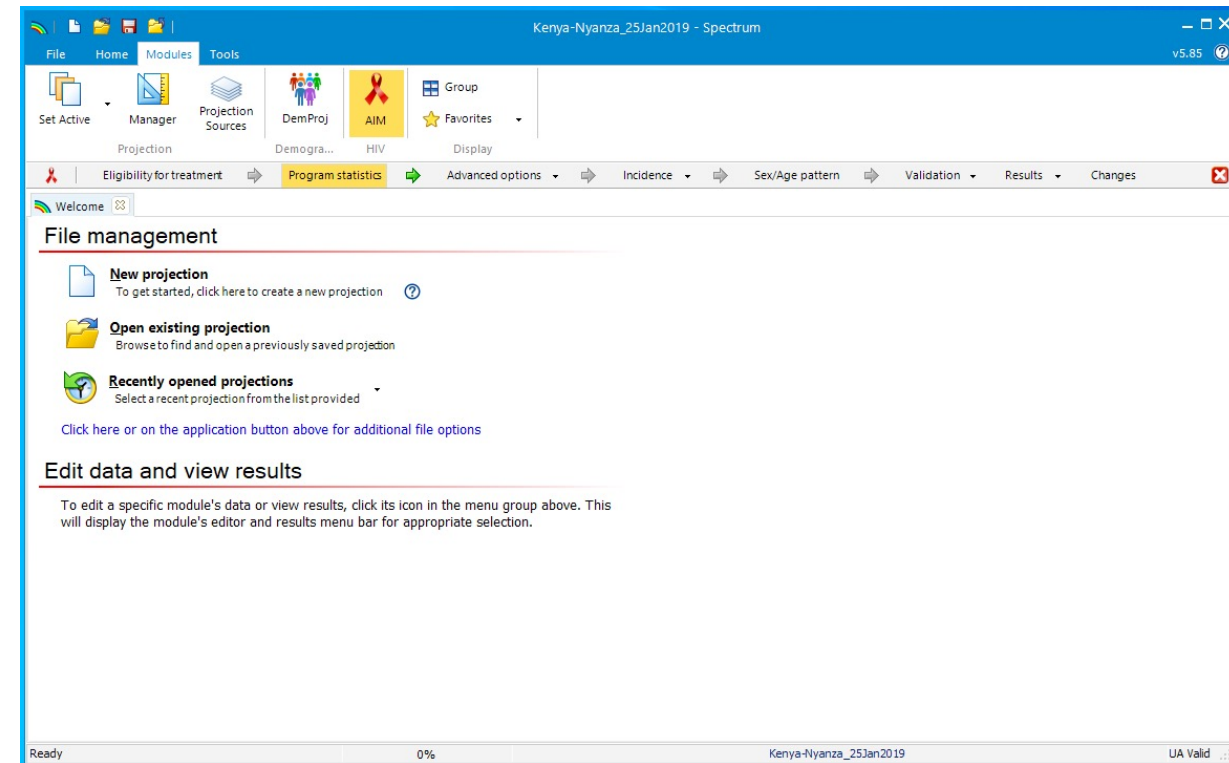 Kenya-Nyanza_25Jan2019 - Spectrum
File Home Modules Tools v5.85
Set Active Manager Projection Sources DemProj AIM Group Favorites
Projection Demogra... HIV Display
Eligibility for treatment Program statistics Advanced options Incidence Sex/Age pattern Validation Results Changes
Welcome
File management
New projection
To get started, click here to create a new projection
Open existing projection
Browse to find and open a previously saved projection
Recently opened projections
Select a recent projection from the list provided
Click here or on the application button above for additional file options
Edit data and view results
To edit a specific module's data or view results, click its icon in the menu group above. This
will display the module's editor and results menu bar for appropriate selection.
Ready 0% Kenya-Nyanza_25Jan2019 UA Valid